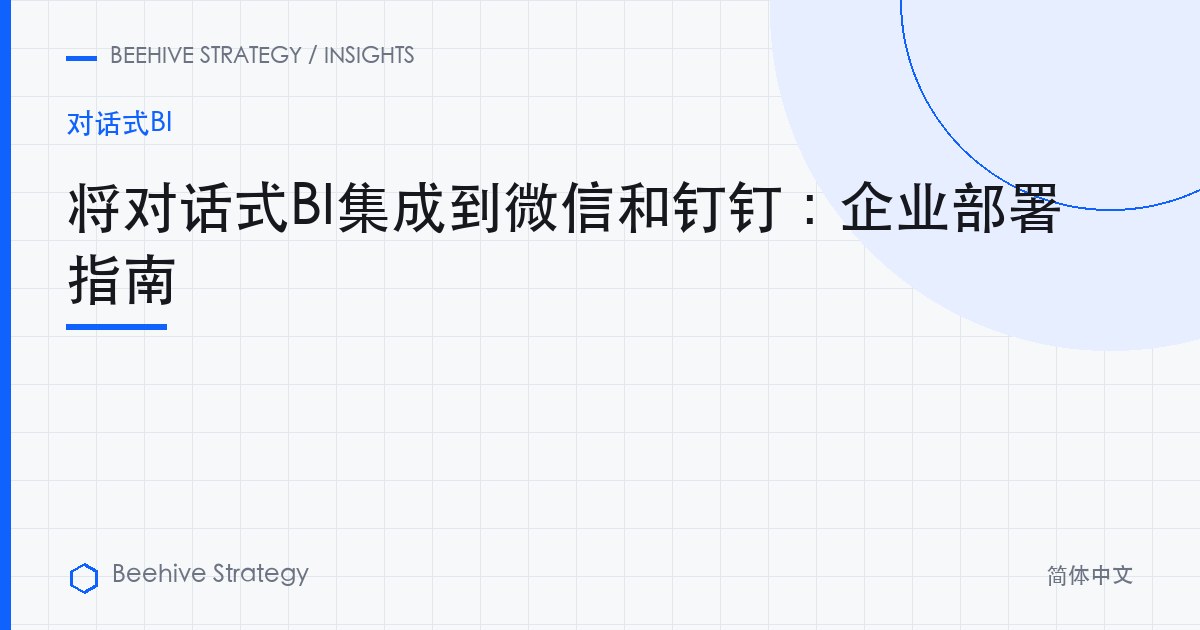 BEEHIVE STRATEGY / INSIGHTS
对话式BI
将对话式BI集成到微信和钉钉：企业部署
指南
Beehive Strategy
简体中文